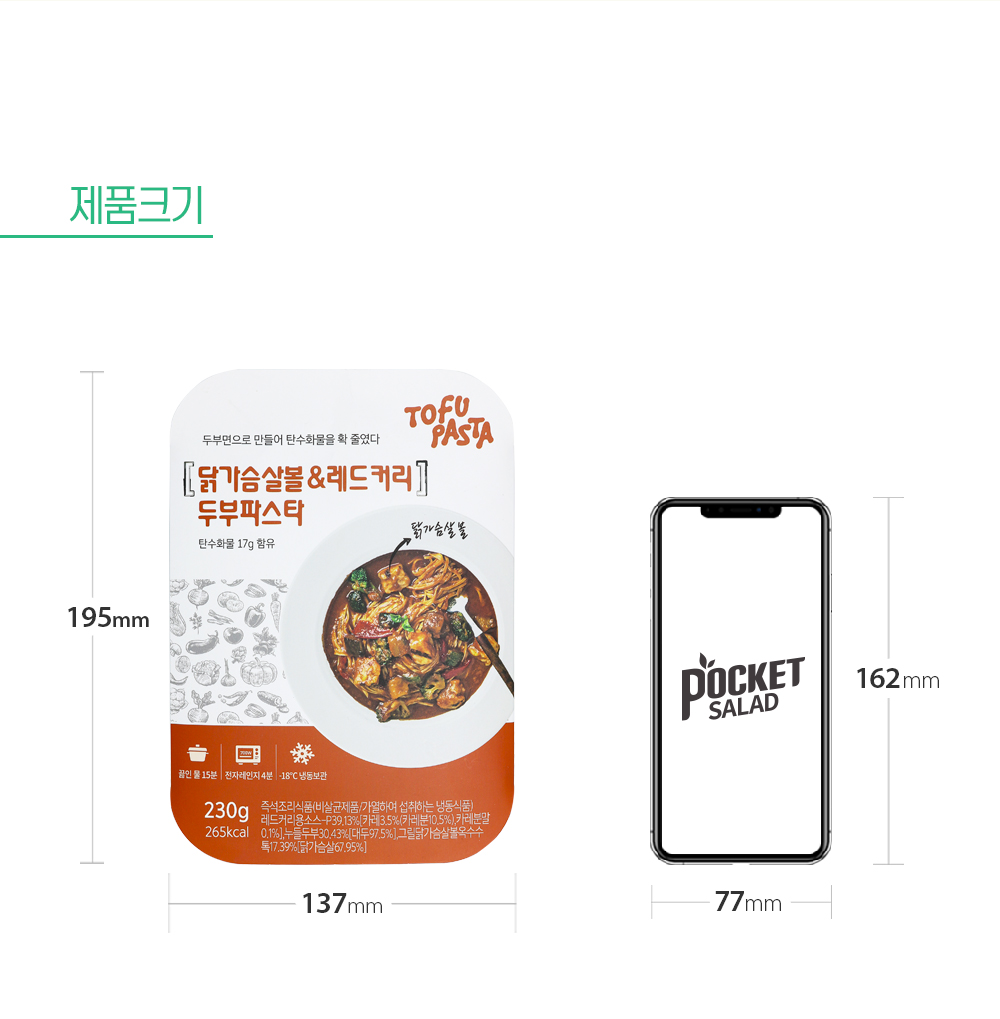 제품크기
TOFU
PASTA
두부면으로 만들어 탄수화물을 확 줄였다
[닭가슴살볼&레드커리]
두부파스타
탄수화물 17g 함유
닭가슴살볼
195mm
700W
끓인 물 15분
전자레인지 4분
-18℃ 냉동보관
230g
265kcal
즉석조리식품(비살균제품/가열하여 섭취하는 냉동식품)
레드커리용소스-P39.13%[카레3.5%(카레분10.5%), 카레분말
0.1%],누들두부30.43%[대두97.5%],그릴닭가슴살볼옥수수
톡17.39%[닭가슴살67.95%]
137mm
POCKET
SALAD
162mm
77mm